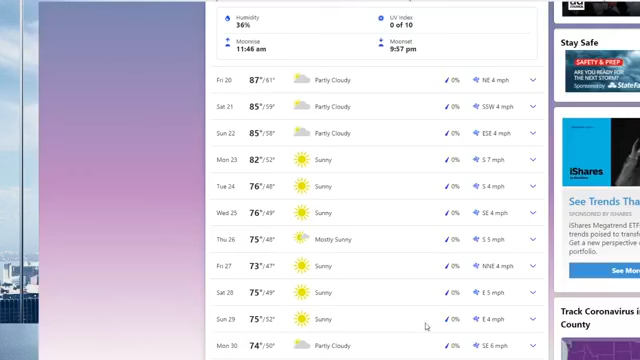 Humidity
36%
UV Index
0 of 10
Moonrise
11:46 am
Moonset
9:57 pm
Fri 20 87°/61° Partly Cloudy 0% NE 4 mph
Sat 21 85°/59° Partly Cloudy 0% SSW 4 mph
Sun 22 85°/58° Partly Cloudy 0% ESE 4 mph
Mon 23 82°/52° Sunny 0% S 7 mph
Tue 24 76°/48° Sunny 0% S 4 mph
Wed 25 76°/49° Sunny 0% SE 4 mph
Thu 26 75°/48° Mostly Sunny 0% S 5 mph
Fri 27 73°/47° Sunny 0% NNE 4 mph
Sat 28 75°/49° Sunny 0% E 5 mph
Sun 29 75°/52° Sunny 0% E 4 mph
Mon 30 74°/50° Partly Cloudy 0% SE 6 mph
Stay Safe
SAFETY & PREP
ARE YOU READY FOR
THE NEXT STORM?
Sponsored by StateFa
iShares
by BlackRock
See Trends Tha
SPONSORED BY ISHARES
iShares Megatrend ETF
trends poised to transfor
Get a new perspective o
portfolio.
See More
Track Coronavirus in
County